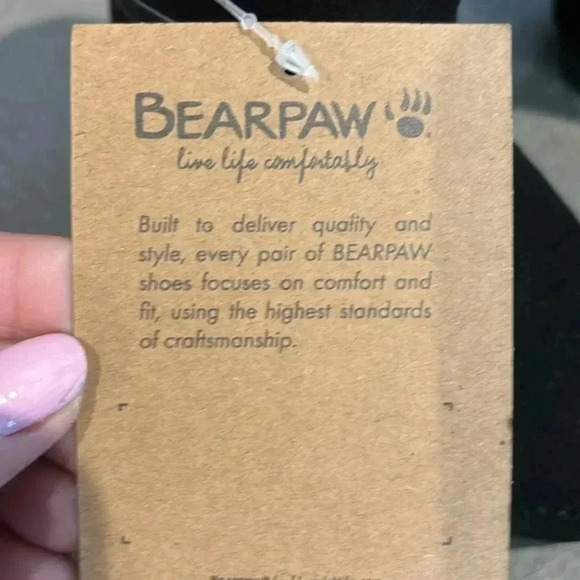 BEARPAW
live life comfortably
Built to deliver quality and
style, every pair of BEARPAW
shoes focuses on comfort and
fit, using the highest standards
of craftsmanship.